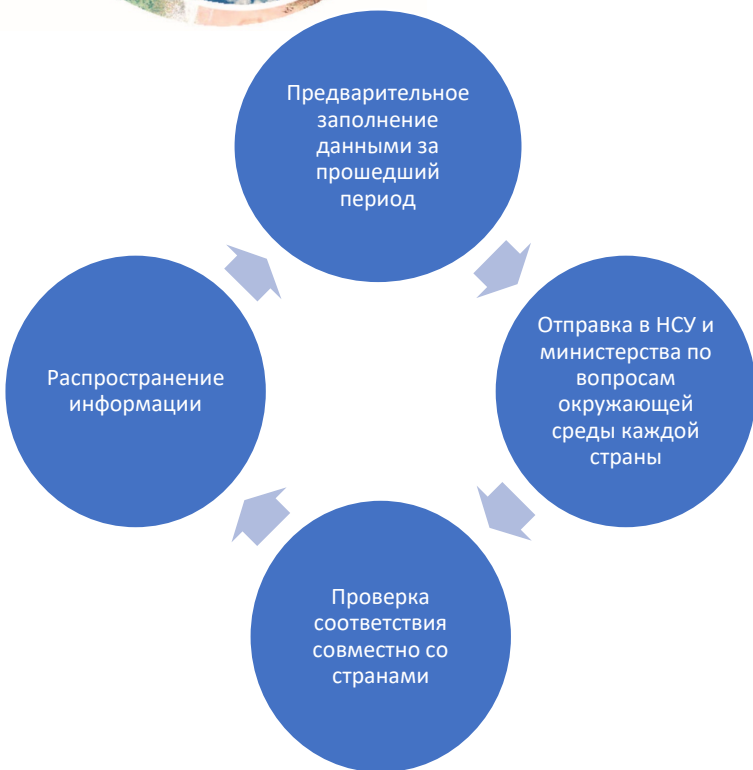 Предварительное
заполнение
данными за
прошедший
период
Отправка в НСУ и
министерства по
вопросам
окружающей
среды каждой
страны
Проверка
соответствия
совместно со
странами
Распространение
информации